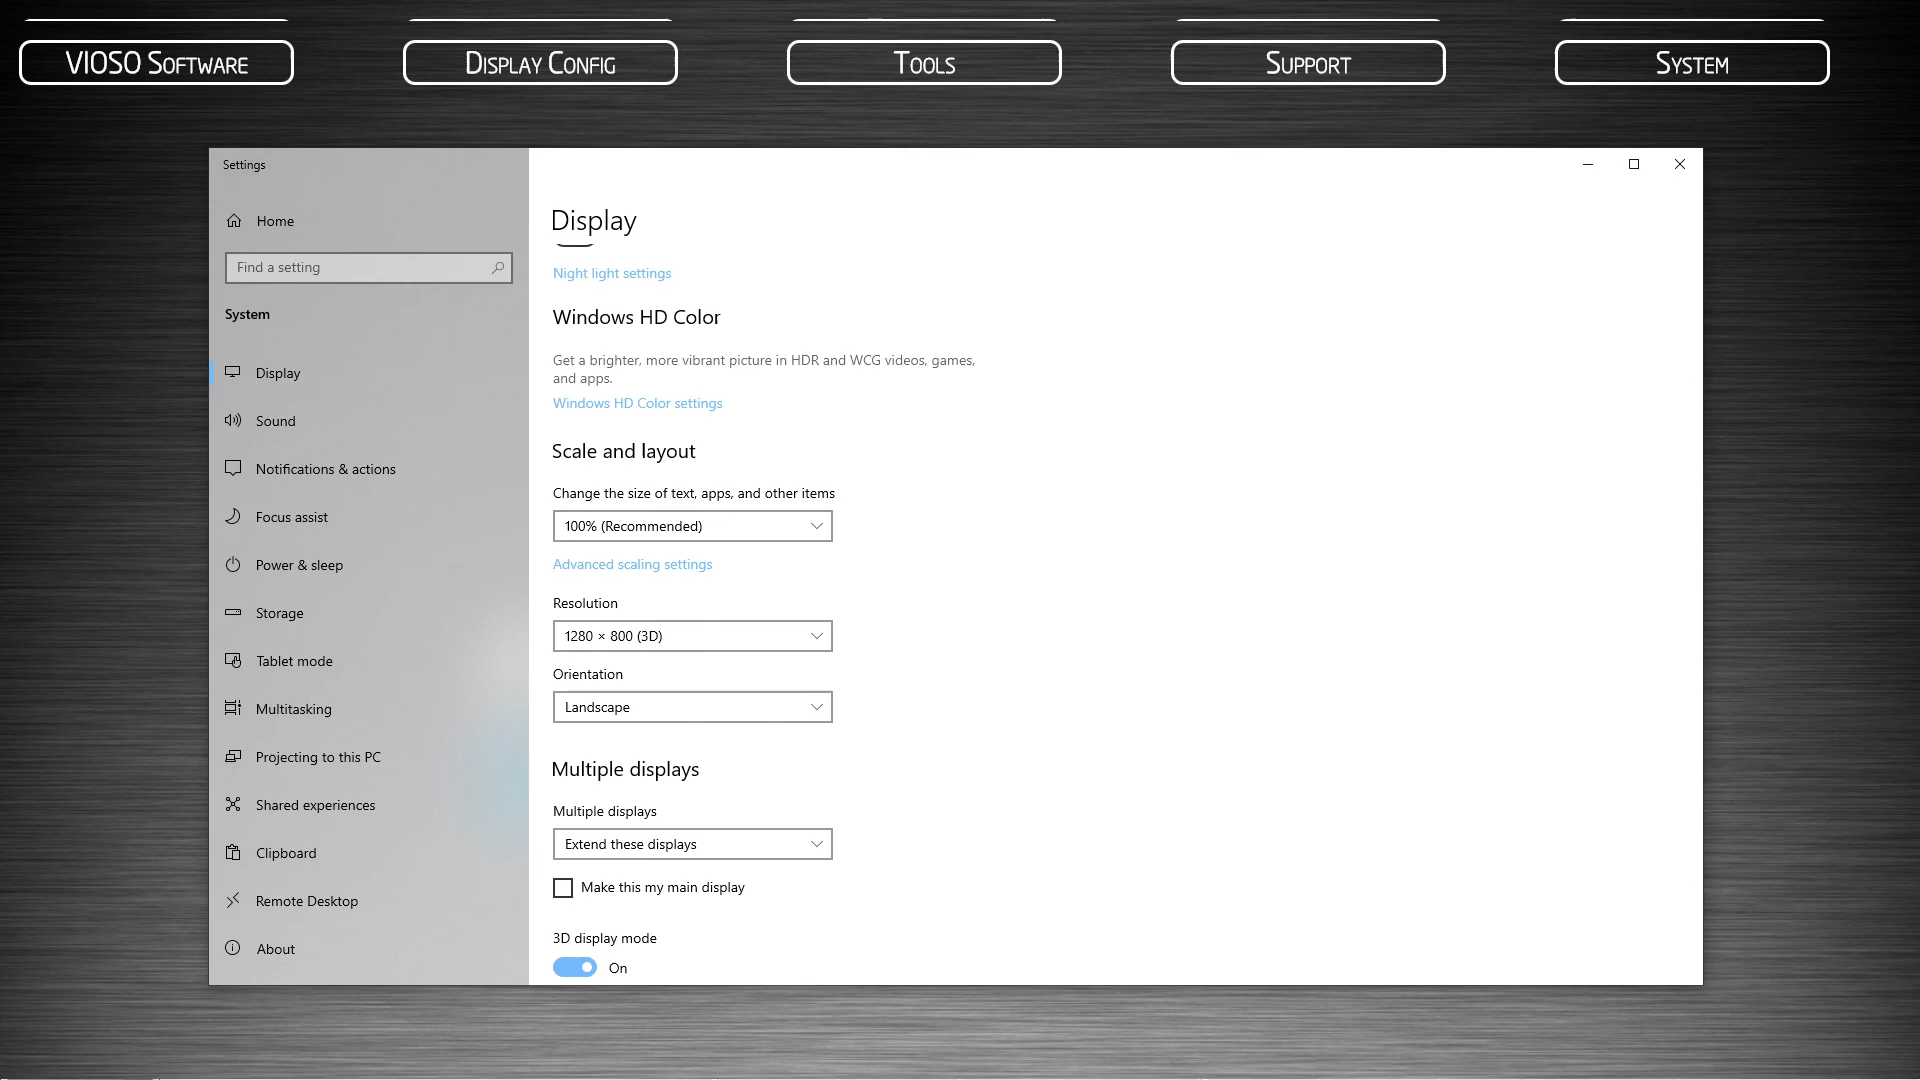 VIOSO Software
Display Config
Tools
Support
System
Settings
Home
Find a setting
System
Display
Sound
Notifications & actions
Focus assist
Power & sleep
Storage
Tablet mode
Multitasking
Projecting to this PC
Shared experiences
Clipboard
Remote Desktop
About
Display
Night light settings
Windows HD Color
Get a brighter, more vibrant picture in HDR and WCG videos, games,
and apps.
Windows HD Color settings
Scale and layout
Change the size of text, apps, and other items
100% (Recommended)
Advanced scaling settings
Resolution
1280 × 800 (3D)
Orientation
Landscape
Multiple displays
Multiple displays
Extend these displays
Make this my main display
3D display mode
On